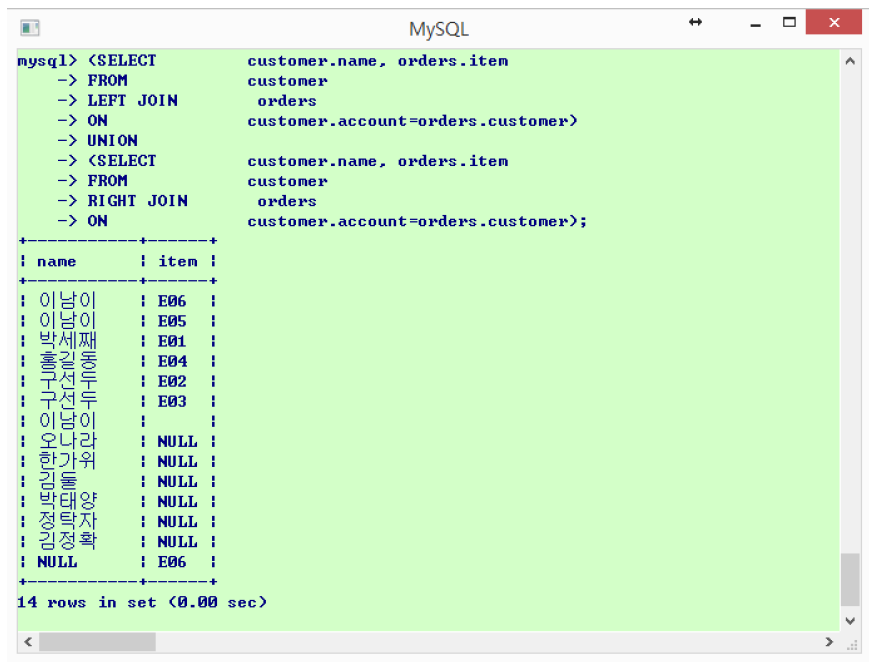 MySQL
mysql> (SELECT customer.name, orders.item
-> FROM customer
-> LEFT JOIN orders
-> ON customer.account=orders.customer)
-> UNION
-> (SELECT customer.name, orders.item
-> FROM customer
-> RIGHT JOIN orders
-> ON customer.account=orders.customer);
+-----------+------+
| name | item |
+-----------+------+
| 이남이 | E06 |
| 이남이 | E05 |
| 박세째 | E01 |
| 홍길동 | E04 |
| 구선두 | E02 |
| 구선두 | E03 |
| 이남이 | |
| 오나라 | NULL |
| 한가위 | NULL |
| 김둘 | NULL |
| 박태양 | NULL |
| 정탁자 | NULL |
| 김정확 | NULL |
| NULL | E06 |
+-----------+------+
14 rows in set (0.00 sec)